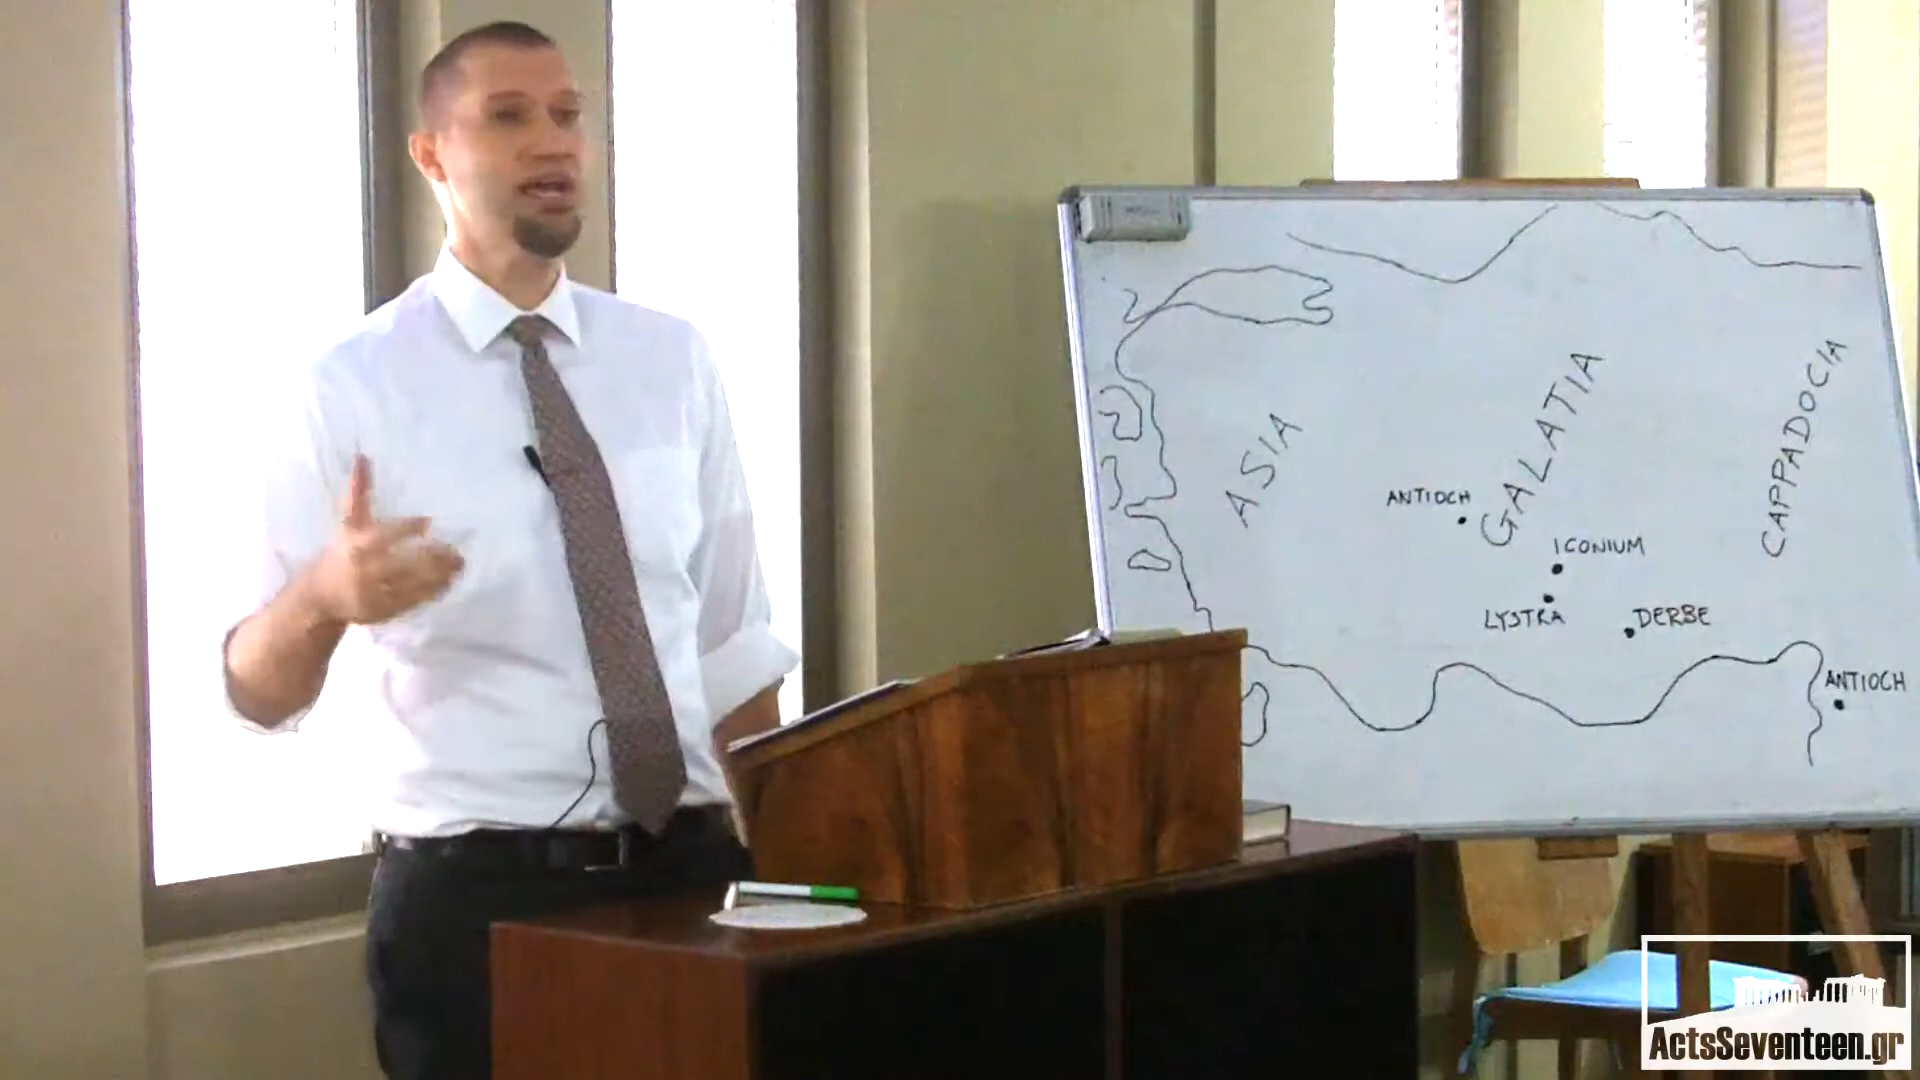 ASIA
GALATIA
CAPPADOCIA
ANTIOCH
ICONIUM
LYSTRA
DERBE
ANTIOCH
ActsSeventeen.gr